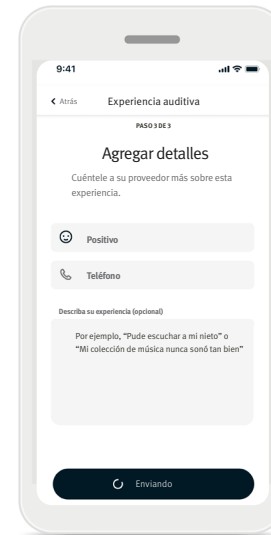 9:41
Atrás
Experiencia auditiva
PASO 3 DE 3
Agregar detalles
Cuéntele a su proveedor más sobre esta
experiencia.
Positivo
Teléfono
Describa su experiencia (opcional)
Por ejemplo, “Pude escuchar a mi nieto” o
“Mi colección de música nunca sonó tan bien”
Enviando